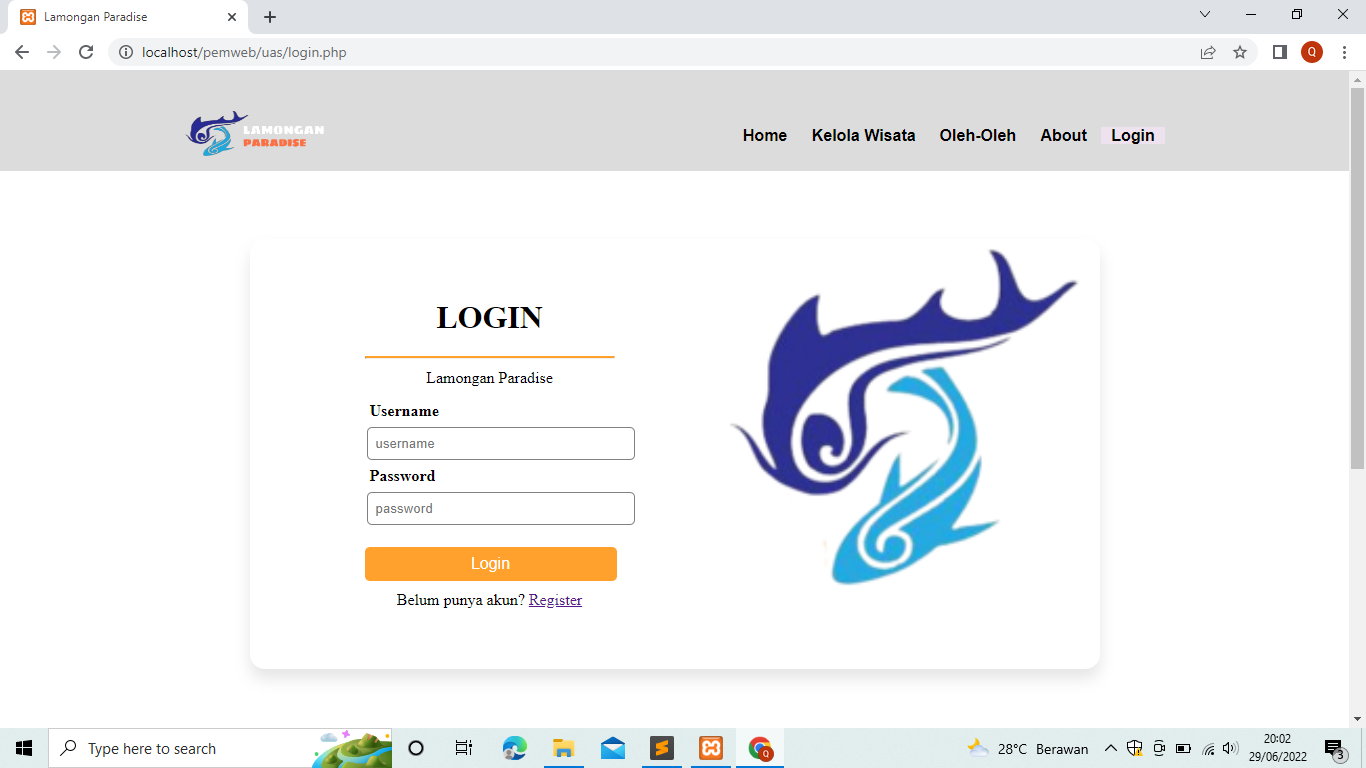 Lamongan Paradise
localhost/pemweb/uas/login.php
Q
LAMONGAN
PARADISE
Home Kelola Wisata Oleh-Oleh About Login
LOGIN
Lamongan Paradise
Username
username
Password
password
Login
Belum punya akun? Register
Type here to search
Q
28°C Berawan
20:02
29/06/2022
3